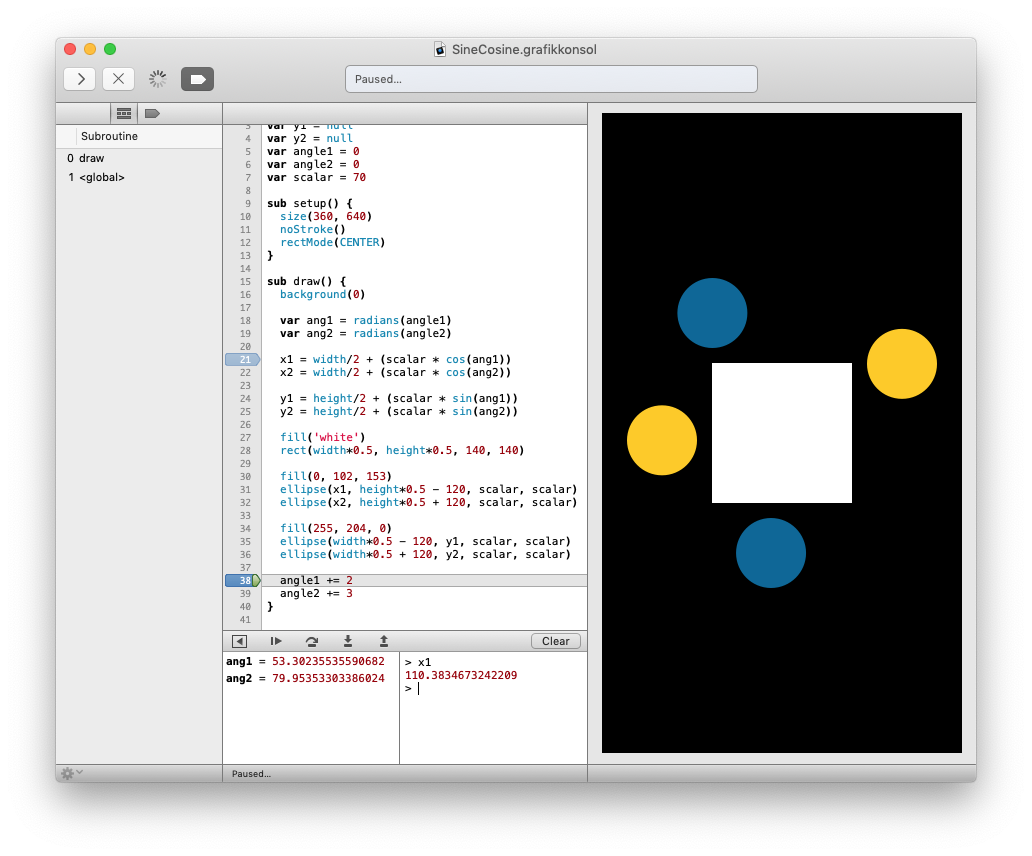 SineCosine.grafikkonsol
Paused...
Subroutine
0 draw
1 <global>
3 var y1 = null
4 var y2 = null
5 var angle1 = 0
6 var angle2 = 0
7 var scalar = 70
8
9 sub setup() {
10 size(360, 640)
11 noStroke()
12 rectMode(CENTER)
13 }
14
15 sub draw() {
16 background(0)
17
18 var ang1 = radians(angle1)
19 var ang2 = radians(angle2)
20
21 x1 = width/2 + (scalar * cos(ang1))
22 x2 = width/2 + (scalar * cos(ang2))
23
24 y1 = height/2 + (scalar * sin(ang1))
25 y2 = height/2 + (scalar * sin(ang2))
26
27 fill('white')
28 rect(width*0.5, height*0.5, 140, 140)
29
30 fill(0, 102, 153)
31 ellipse(x1, height*0.5 - 120, scalar, scalar)
32 ellipse(x2, height*0.5 + 120, scalar, scalar)
33
34 fill(255, 204, 0)
35 ellipse(width*0.5 - 120, y1, scalar, scalar)
36 ellipse(width*0.5 + 120, y2, scalar, scalar)
37
38 angle1 += 2
39 angle2 += 3
40 }
41
Clear
ang1 = 53.30235535590682
ang2 = 79.95353303386024
> x1
110.3834673242209
>
Paused...